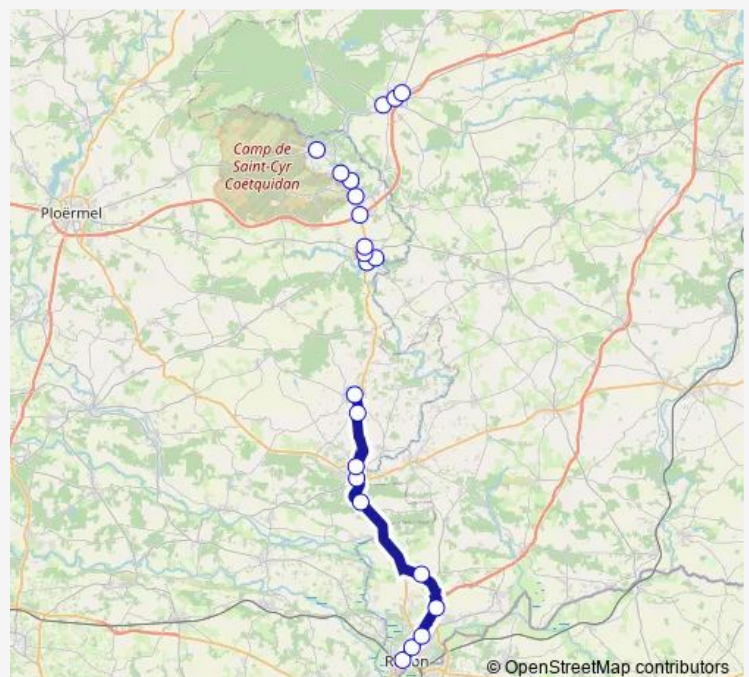 Camp de
Saint-Cyr
Coetquidan
Ploërmel
© OpenStreetMap contributors